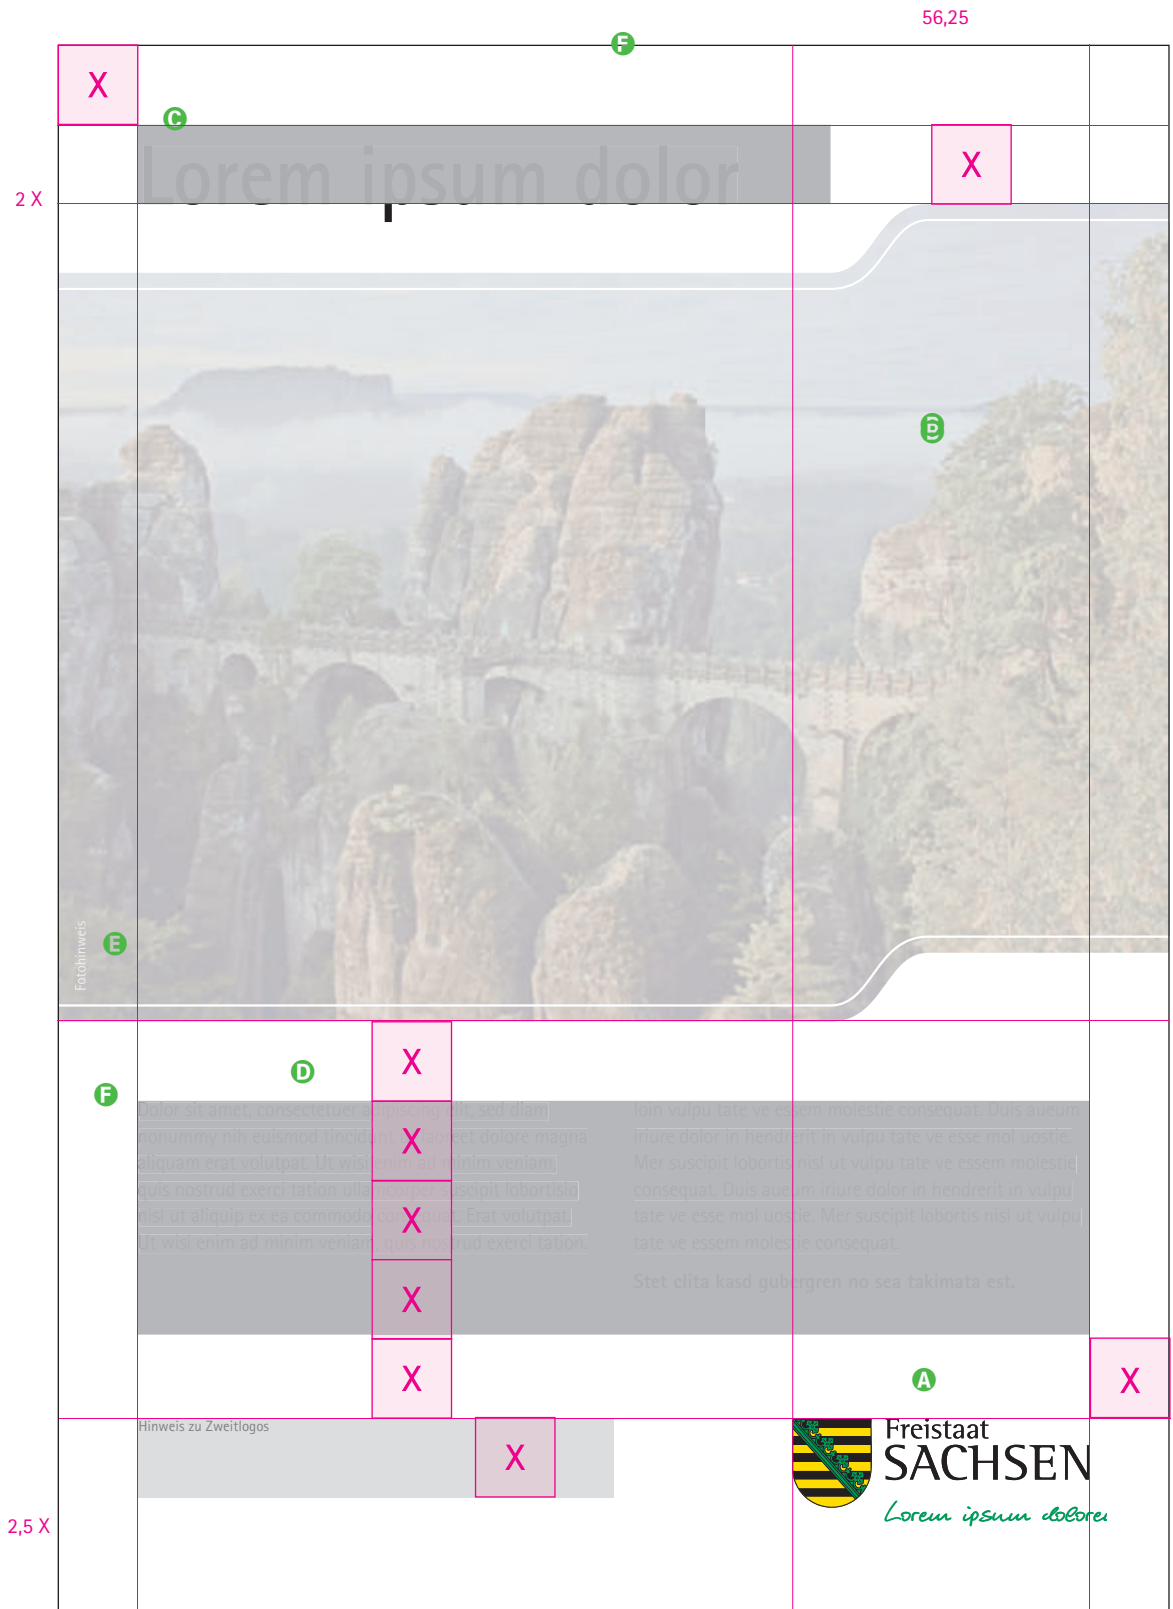 56,25
F
X
C
Lorem ipsum dolor
X
2 X
B
Fotohinweis
E
X
D
F
Dolor sit amet, consectetuer adipiscing elit, sed diam
nonummy nih euismod tincidunt ut laoreet dolore magna
aliquam erat volutpat. Ut wisi enim ad minim veniam,
quis nostrud exerci tation ullamcorper suscipit lobortisio
nisl ut aliquip ex ea commodo consequat. Erat volutpat.
Ut wisi enim ad minim veniam, quis nostrud exerci tation.
loin vulpu tate ve essem molestie consequat. Duis aueum
iriure dolor in hendrerit in vulpu tate ve esse mol uostie.
Mer suscipit lobortis nisl ut vulpu tate ve essem molestie
consequat. Duis aueum iriure dolor in hendrerit in vulpu
tate ve esse mol uostie. Mer suscipit lobortis nisl ut vulpu
tate ve essem molestie consequat.
Stet clita kasd gubergren no sea takimata est.
X
X
X
X
X
A
Hinweis zu Zweitlogos
X
Freistaat
SACHSEN
Lorem ipsum dolore
2,5 X